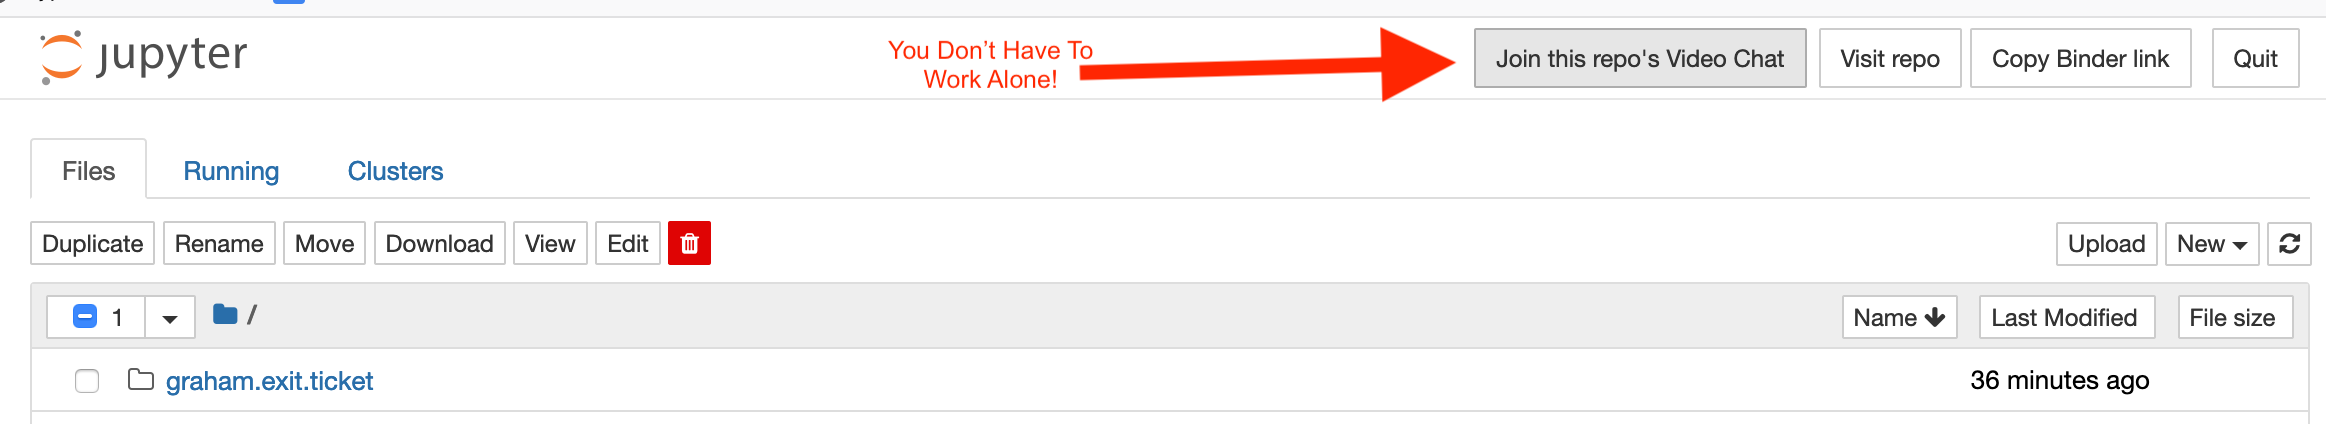 jupyter
You Don't Have To
Work Alone!
Join this repo's Video Chat
Visit repo
Copy Binder link
Quit
Files
Running
Clusters
Duplicate
Rename
Move
Download
View
Edit
Upload
New
1
/
Name
Last Modified
File size
graham.exit.ticket
36 minutes ago